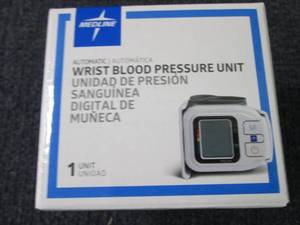 MEDLINE
AUTOMATIC | AUTOMÁTICA
WRIST BLOOD PRESSURE UNIT
UNIDAD DE PRESIÓN
SANGUÍNEA
DIGITAL DE
MUÑECA
1 UNIT
UNIDAD
M